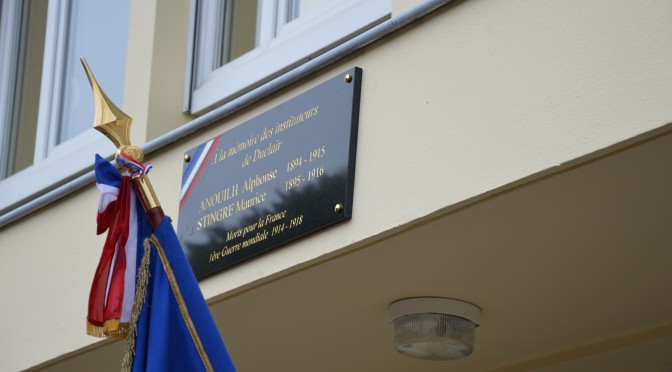 À la mémoire des instituteurs
de Duclair
ANOUILH Alphonse 1894 - 1915
STINGRE Maurice 1895 - 1916
Morts pour la France
1ère Guerre mondiale 1914 - 1918